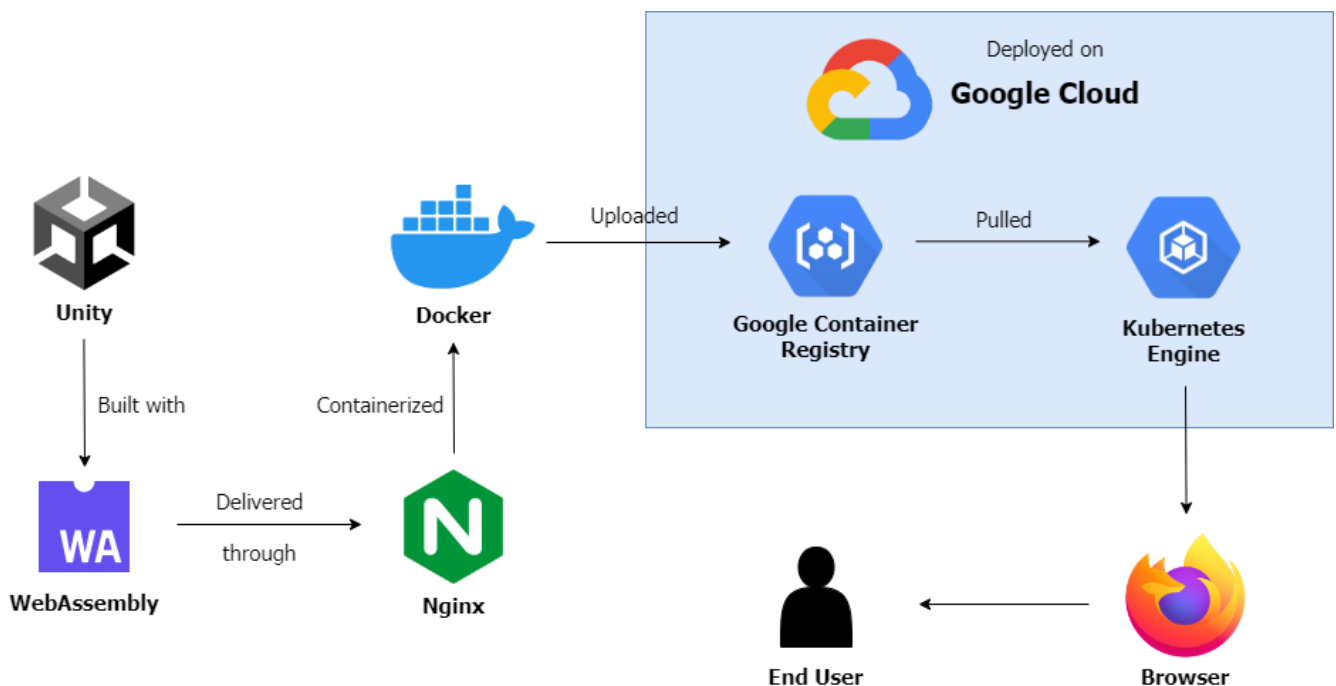 Deployed on
Google Cloud
Unity
Docker
Uploaded
Google Container
Registry
Pulled
Kubernetes
Engine
Built with
Containerized
WA
WebAssembly
Delivered
through
N
Nginx
End User
Browser